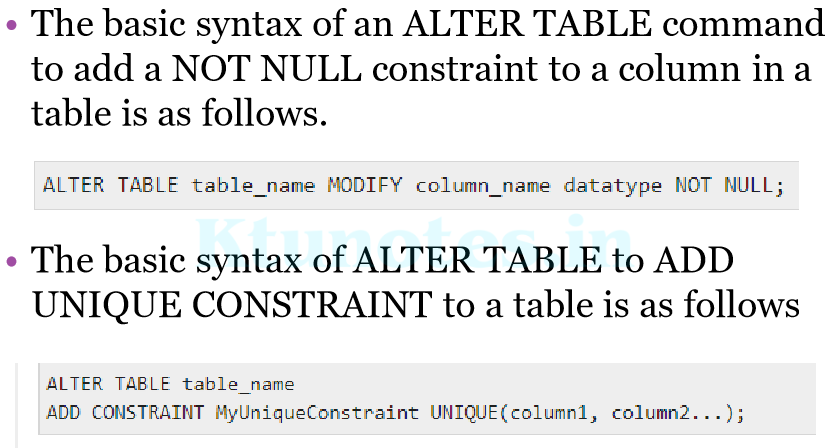 • The basic syntax of an ALTER TABLE command
to add a NOT NULL constraint to a column in a
table is as follows.
ALTER TABLE table_name MODIFY column_name datatype NOT NULL;
Ktunotes.in
• The basic syntax of ALTER TABLE to ADD
UNIQUE CONSTRAINT to a table is as follows
ALTER TABLE table_name
ADD CONSTRAINT MyUniqueConstraint UNIQUE(column1, column2...);